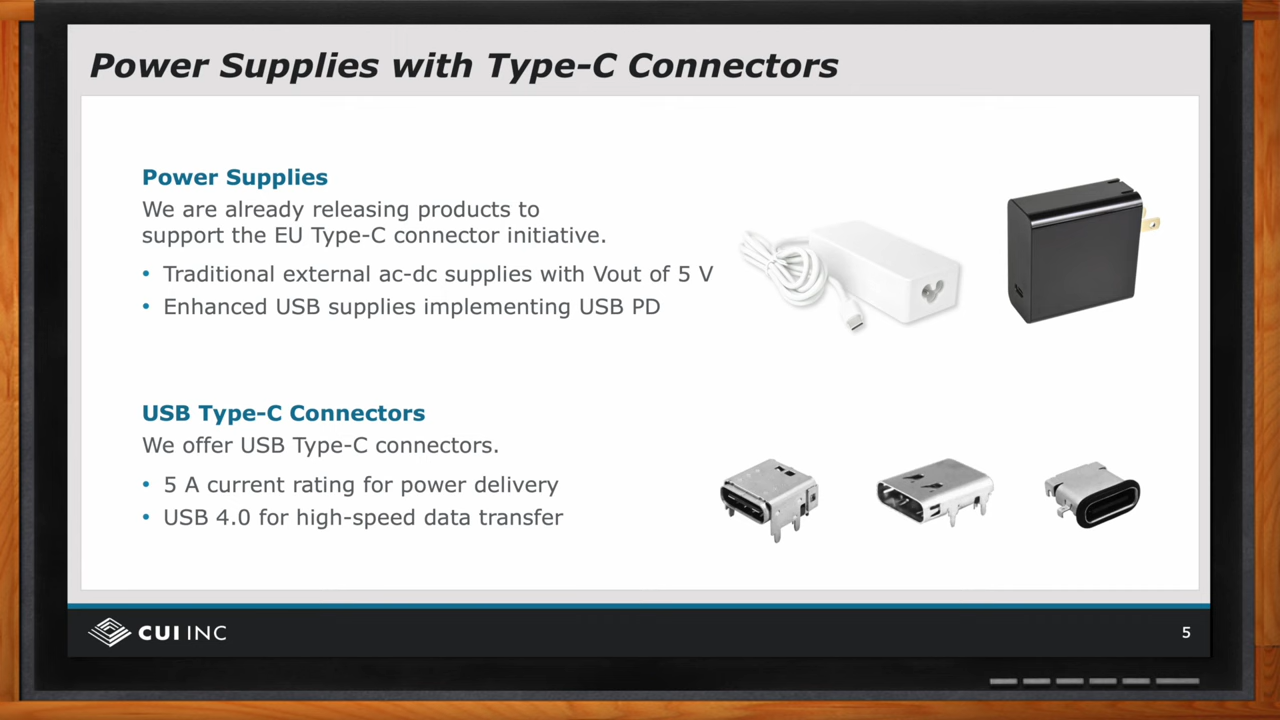 Power Supplies with Type-C Connectors
Power Supplies
We are already releasing products to
support the EU Type-C connector initiative.
• Traditional external ac-dc supplies with Vout of 5 V
• Enhanced USB supplies implementing USB PD
USB Type-C Connectors
We offer USB Type-C connectors.
• 5 A current rating for power delivery
• USB 4.0 for high-speed data transfer
CUI INC
5